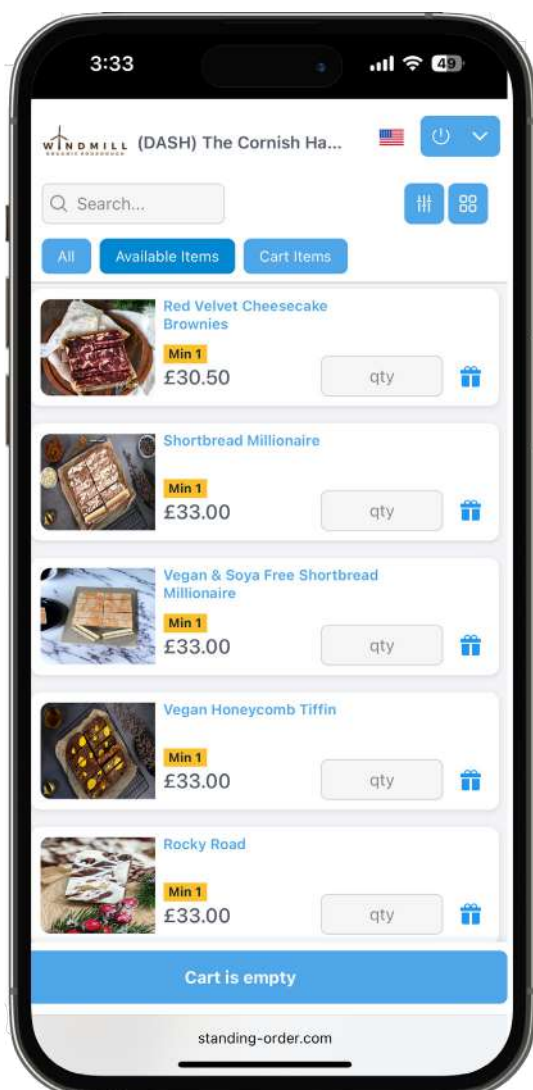 3:33
49
WINDMILL
ORGANIC SOURDOUGH
(DASH) The Cornish Ha...
Search...
All
Available Items
Cart Items
Red Velvet Cheesecake
Brownies
Min 1
£30.50
qty
Shortbread Millionaire
Min 1
£33.00
qty
Vegan & Soya Free Shortbread
Millionaire
Min 1
£33.00
qty
Vegan Honeycomb Tiffin
Min 1
£33.00
qty
Rocky Road
Min 1
£33.00
qty
Cart is empty
standing-order.com